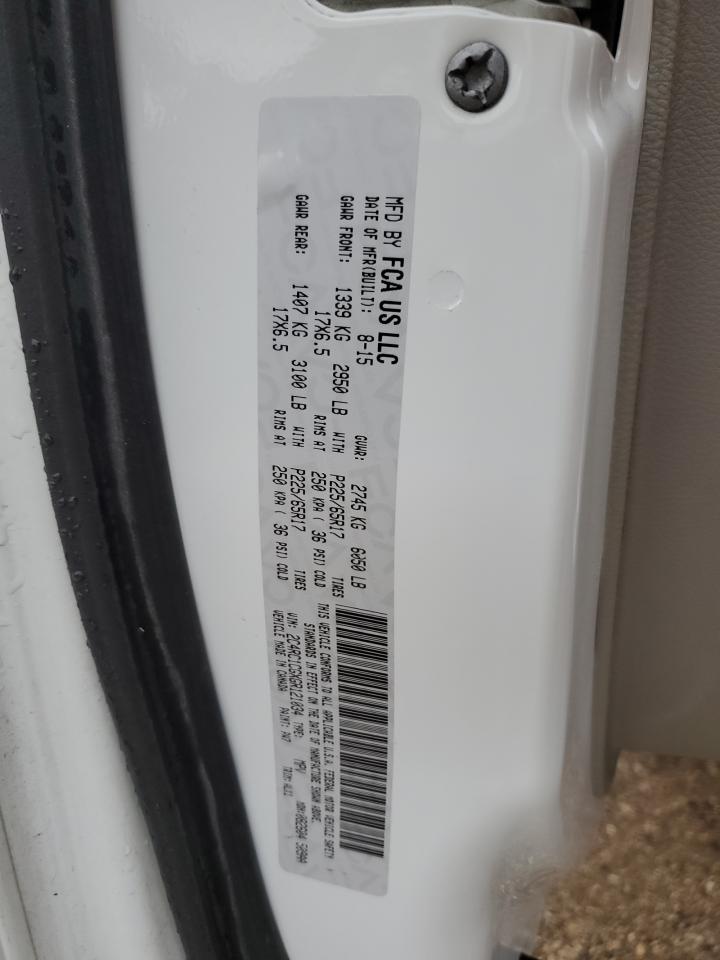 MFD BY FCA US LLC
DATE OF MFR(BUILT): 8-15 GVWR: 2745 KG 6050 LB
GAWR FRONT: 1339 KG 2950 LB WITH P225/65R17 TIRES
17X6.5 RIMS AT 250 KPA ( 36 PSI) COLD
GAWR REAR: 1407 KG 3100 LB WITH P225/65R17 TIRES
17X6.5 RIMS AT 250 KPA ( 36 PSI) COLD
THIS VEHICLE CONFORMS TO ALL APPLICABLE U.S.A. FEDERAL MOTOR VEHICLE SAFETY
STANDARDS IN EFFECT ON THE DATE OF MANUFACTURE SHOWN ABOVE.
VIN: TYPE: MPV
VEHICLE MADE IN CANADA PAINT: PW7 TRIM: